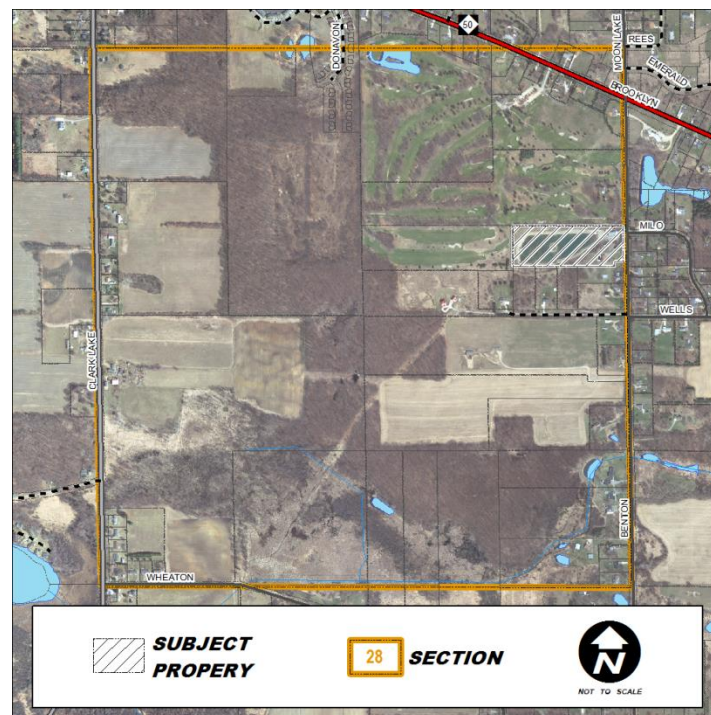 50
DONAVON
MOON LAKE
REES
EMERALD
BROOKLYN
MILO
WELLS
CLARK LAKE
BENTON
WHEATON
SUBJECT
PROPERY
28
SECTION
N
NOT TO SCALE